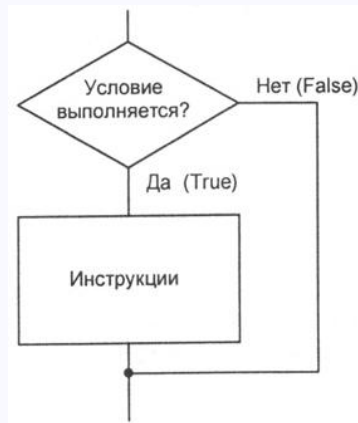 Условие
выполняется?
Нет (False)
Да (True)
Инструкции